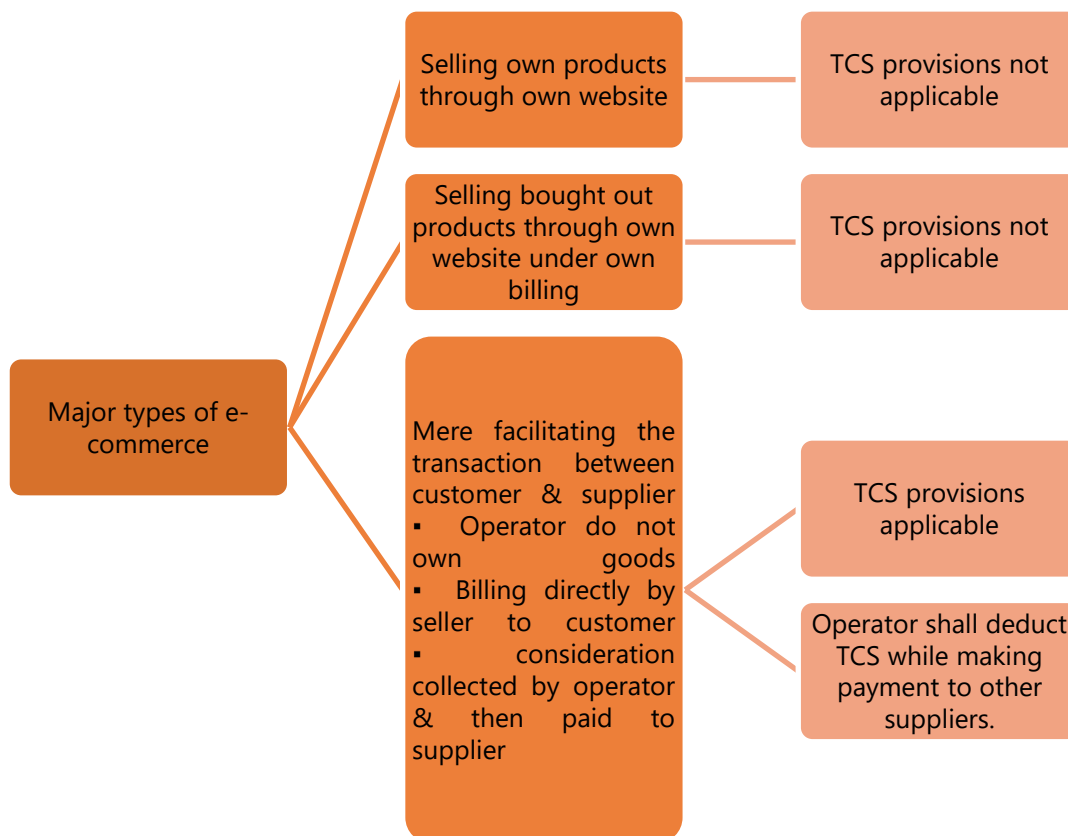 Selling own products
through own website
TCS provisions not
applicable
Selling bought out
products through own
website under own
billing
TCS provisions not
applicable
Major types of e-
commerce
Mere facilitating the
transaction between
customer & supplier
▪ Operator do not
own goods
▪ Billing directly by
seller to customer
▪ consideration
collected by operator
& then paid to
supplier
TCS provisions
applicable
Operator shall deduct
TCS while making
payment to other
suppliers.